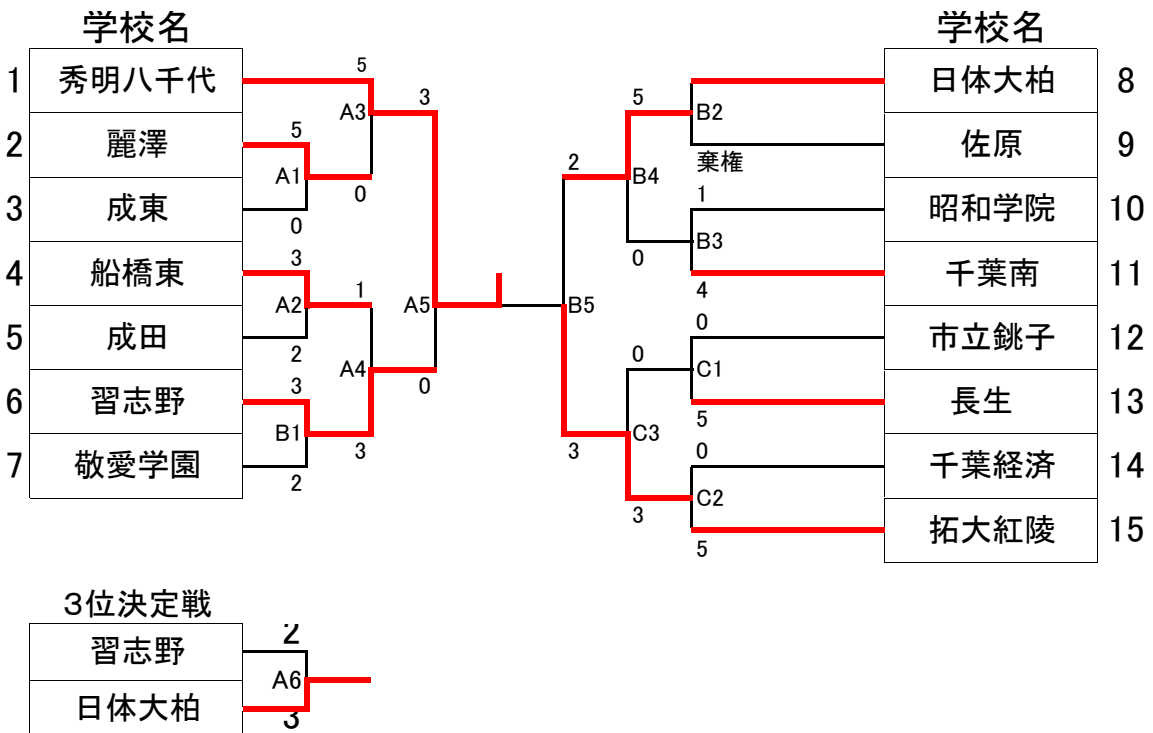 学校名
1 秀明八千代
2 麗澤
3 成東
4 船橋東
5 成田
6 習志野
7 敬愛学園
5
A3
3
5
A1
0
0
3
A2
1
2
A4
A5
0
3
B1
3
2
学校名
日体大柏 8
佐原 9
昭和学院 10
千葉南 11
市立銚子 12
長生 13
千葉経済 14
拓大紅陵 15
5
B2
2
B4
棄権
1
B3
0
4
B5
0
0
C1
5
C3
3
0
C2
3
5
3位決定戦
習志野 2
A6
日体大柏 3